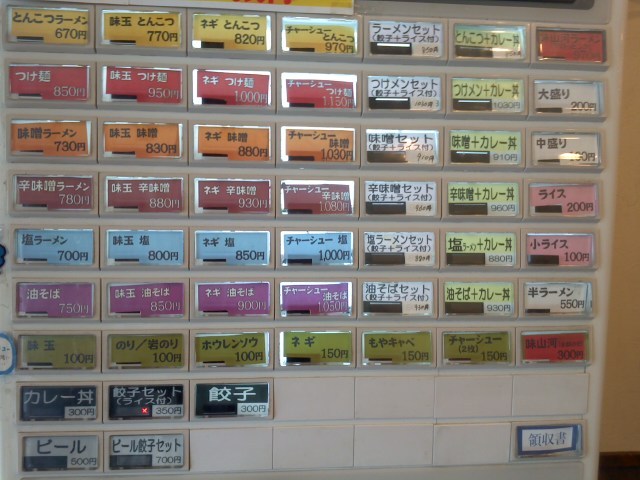 とんこつラーメン
670円
味玉 とんこつ
770円
ネギ とんこつ
820円
チャーシュー
とんこつ
970円
ラーメンセット
(餃子+ライス付)
とんこつ+カレー丼
つけ麺
850円
味玉 つけ麺
950円
ネギ つけ麺
1000円
チャーシュー
つけ麺
1150円
つけメンセット
(餃子+ライス付)
つけメン+カレー丼
1030円
大盛り
200円
味噌ラーメン
730円
味玉 味噌
830円
ネギ 味噌
880円
チャーシュー
味噌
1,030円
味噌セット
(餃子+ライス付)
味噌+カレー丼
910円
中盛り
辛味噌ラーメン
780円
味玉 辛味噌
880円
ネギ 辛味噌
930円
チャーシュー
辛味噌
1080円
辛味噌セット
(餃子+ライス付)
辛味噌+カレー丼
960円
ライス
200円
塩ラーメン
700円
味玉 塩
800円
ネギ 塩
850円
チャーシュー 塩
1,000円
塩ラーメンセット
(餃子+ライス付)
塩+カレー丼
880円
小ライス
100円
油そば
750円
味玉 油そば
850円
ネギ 油そば
900円
チャーシュー
油そば
1050円
油そばセット
(餃子+ライス付)
油そば+カレー丼
930円
半ラーメン
550円
味玉
100円
のり/岩のり
100円
ホウレンソウ
100円
ネギ
150円
もやキャベ
150円
チャーシュー
(2枚)
150円
味山河
300円
カレー丼
300円
餃子セット
(ライス付)
350円
餃子
300円
ビール
500円
ビール餃子セット
700円
領収書